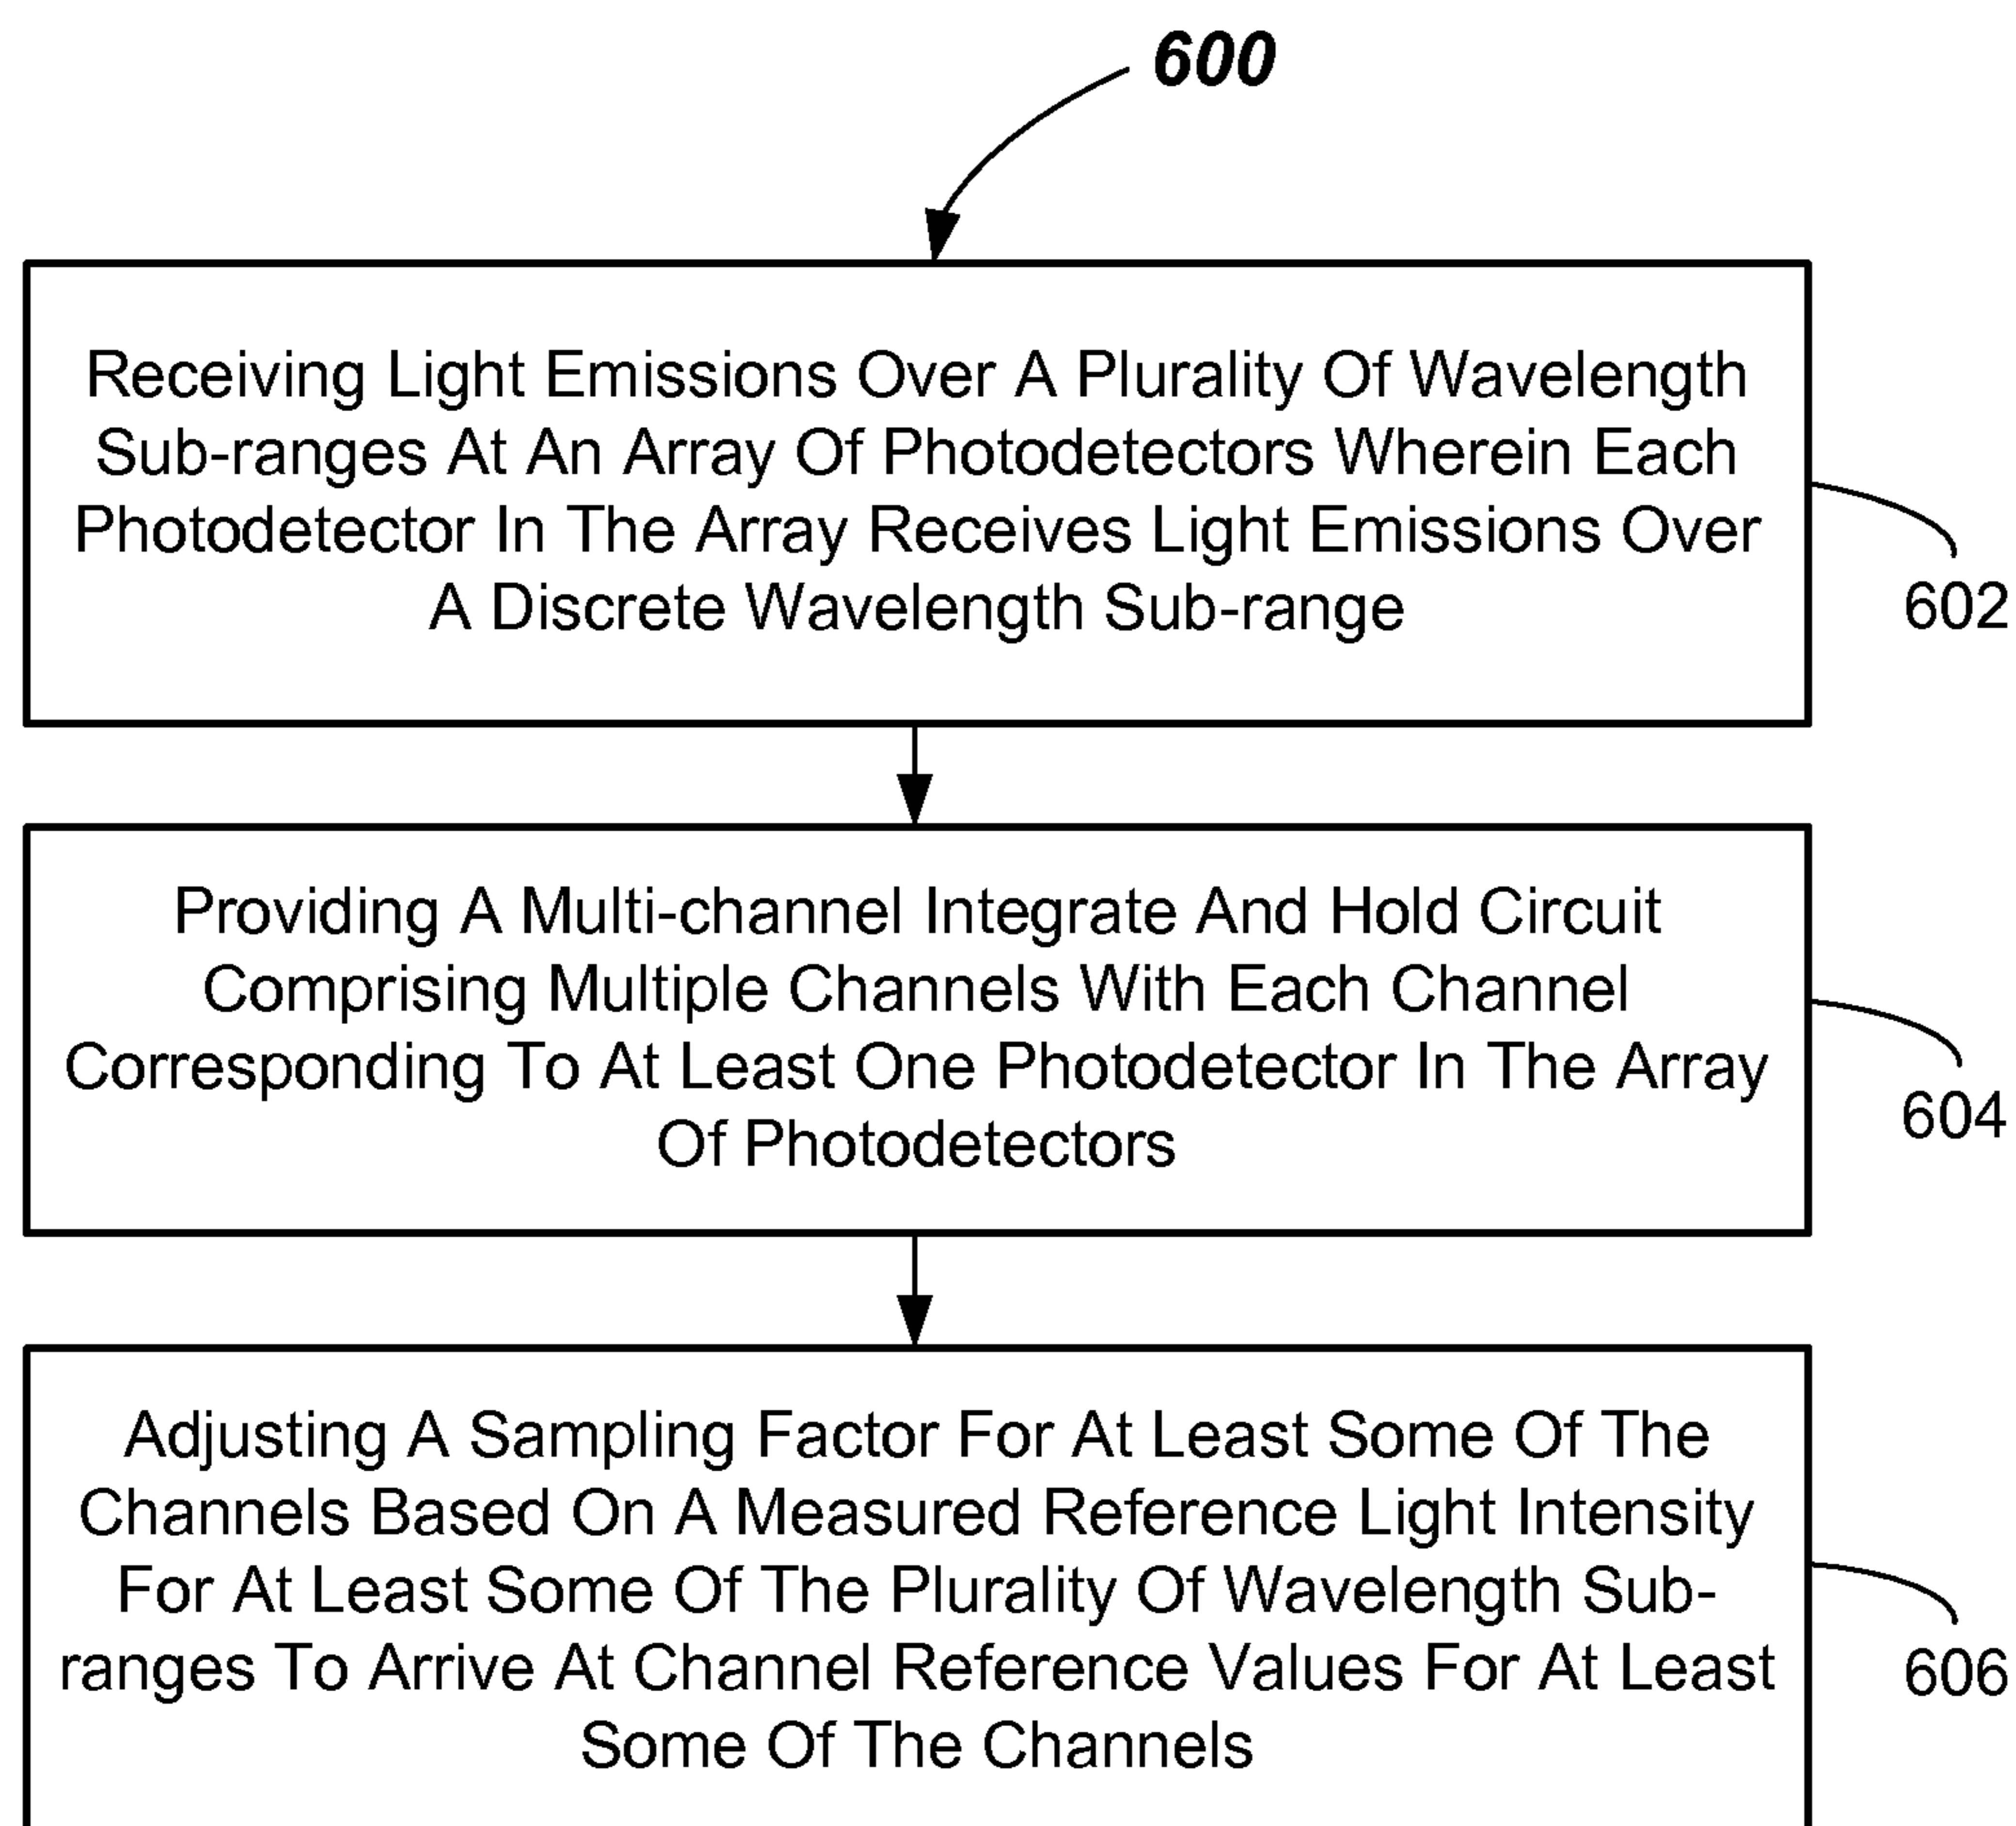 600
Receiving Light Emissions Over A Plurality Of Wavelength
Sub-ranges At An Array Of Photodetectors Wherein Each
Photodetector In The Array Receives Light Emissions Over
A Discrete Wavelength Sub-range
602
Providing A Multi-channel Integrate And Hold Circuit
Comprising Multiple Channels With Each Channel
Corresponding To At Least One Photodetector In The Array
Of Photodetectors
604
Adjusting A Sampling Factor For At Least Some Of The
Channels Based On A Measured Reference Light Intensity
For At Least Some Of The Plurality Of Wavelength Sub-
ranges To Arrive At Channel Reference Values For At Least
Some Of The Channels
606